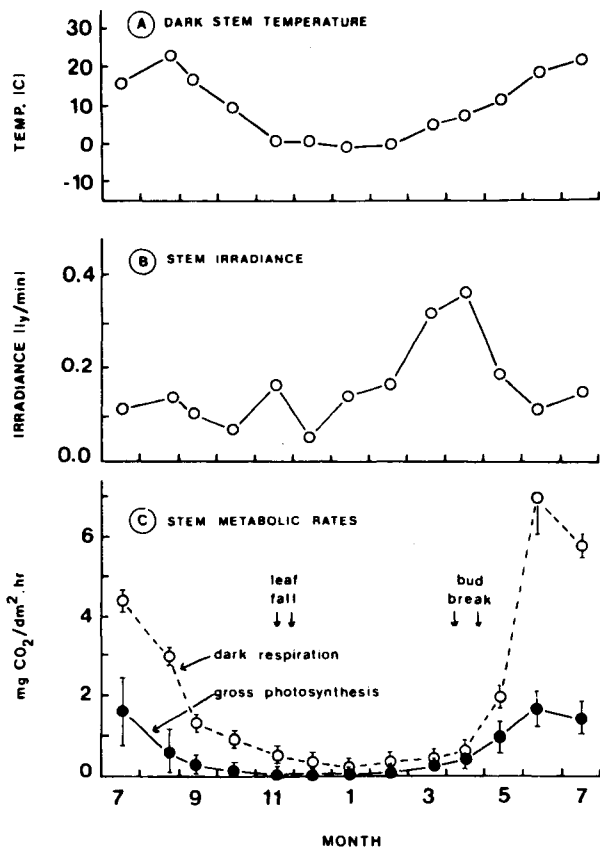 A DARK STEM TEMPERATURE
30
20
10
0
-10
TEMP. (C)
B STEM IRRADIANCE
0.4
0.2
0.0
IRRADIANCE (ly/min)
C STEM METABOLIC RATES
6
4
2
0
mg CO2/dm2.hr
leaf
fall
bud
break
dark respiration
gross photosynthesis
7 9 11 1 3 5 7
MONTH